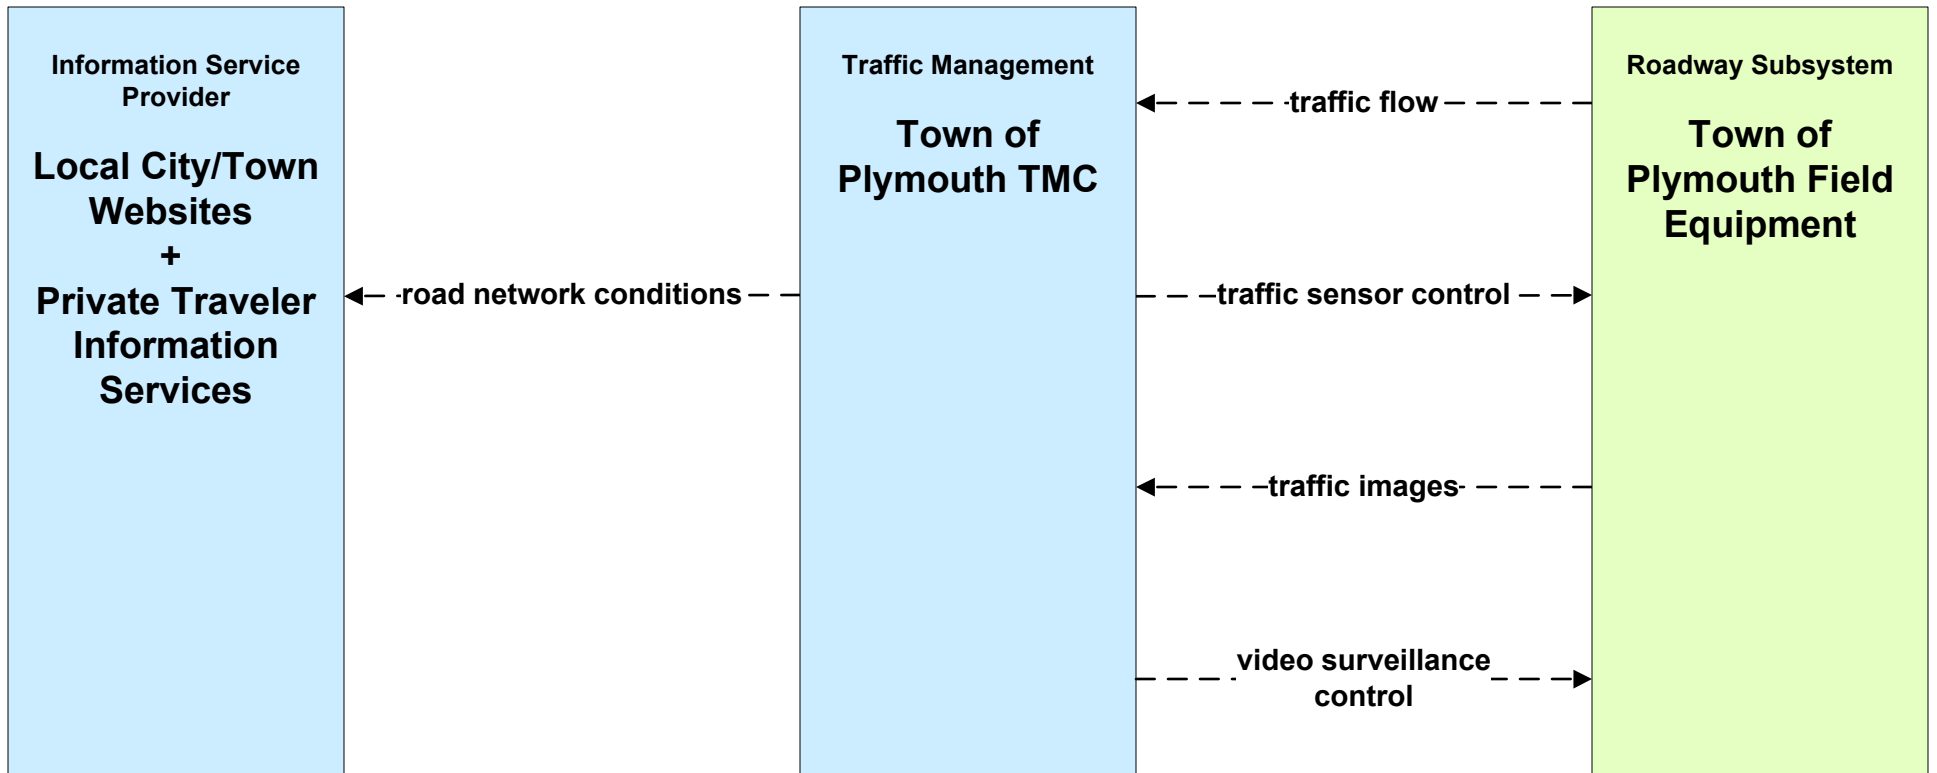 Information Service
Provider
Local City/Town
Websites
+
Private Traveler
Information
Services
road network conditions
Traffic Management
Town of
Plymouth TMC
traffic flow
traffic sensor control
traffic images
video surveillance
control
Roadway Subsystem
Town of
Plymouth Field
Equipment